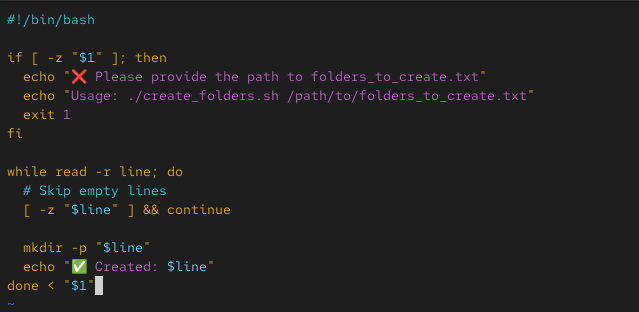 #!/bin/bash

if [ -z "$1" ]; then
  echo "❌ Please provide the path to folders_to_create.txt"
  echo "Usage: ./create_folders.sh /path/to/folders_to_create.txt"
  exit 1
fi

while read -r line; do
  # Skip empty lines
  [ -z "$line" ] && continue

  mkdir -p "$line"
  echo "✅ Created: $line"
done < "$1"
~